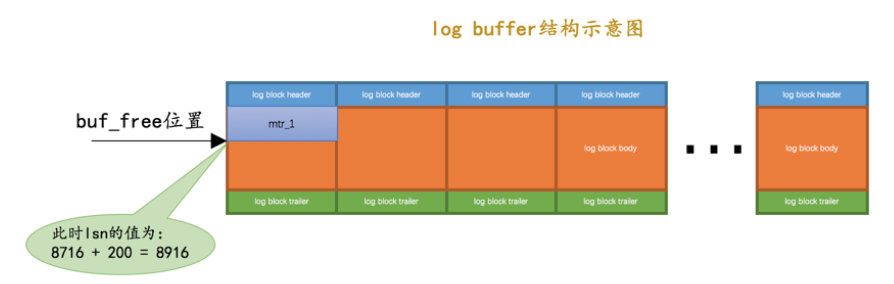 log buffer结构示意图
log block header
log block header
log block header
log block header
log block header
buf_free位置
mtr_1
log block body
log block body
log block trailer
log block trailer
log block trailer
log block trailer
log block trailer
此时lsn的值为：
8716 + 200 = 8916